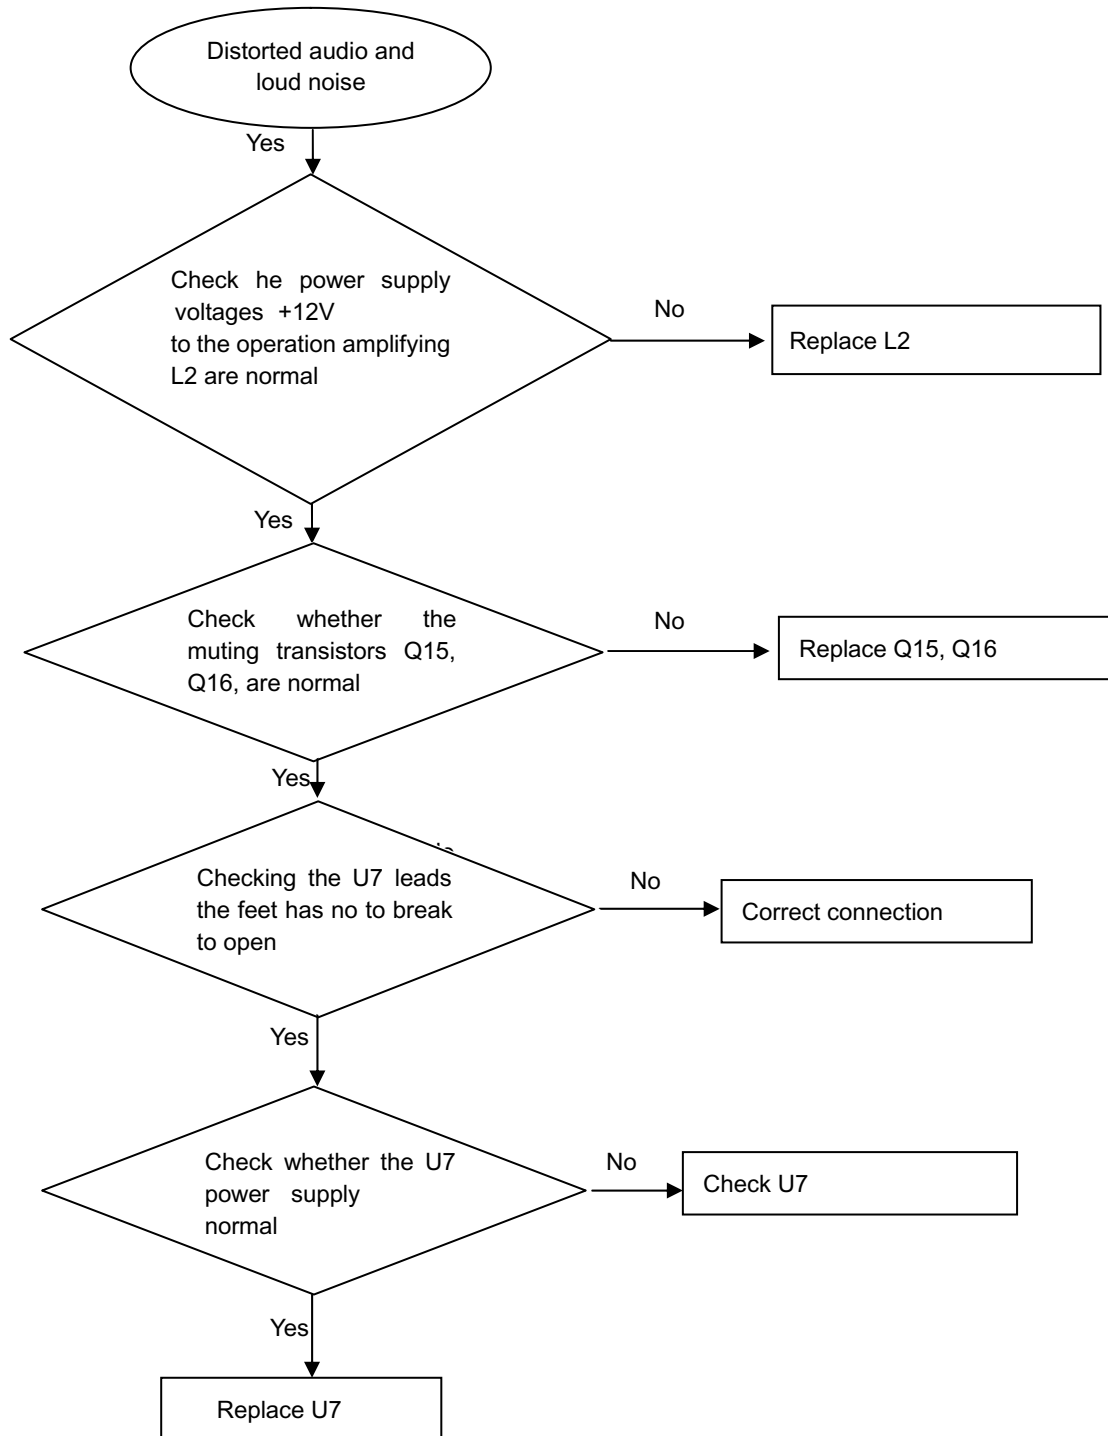 Distorted audio and
loud noise
Yes
Check he power supply
voltages +12V
to the operation amplifying
L2 are normal
No
Replace L2
Yes
Check whether the
muting transistors Q15,
Q16, are normal
No
Replace Q15, Q16
Yes
Checking the U7 leads
the feet has no to break
to open
No
Correct connection
Yes
Check whether the U7
power supply
normal
No
Check U7
Yes
Replace U7